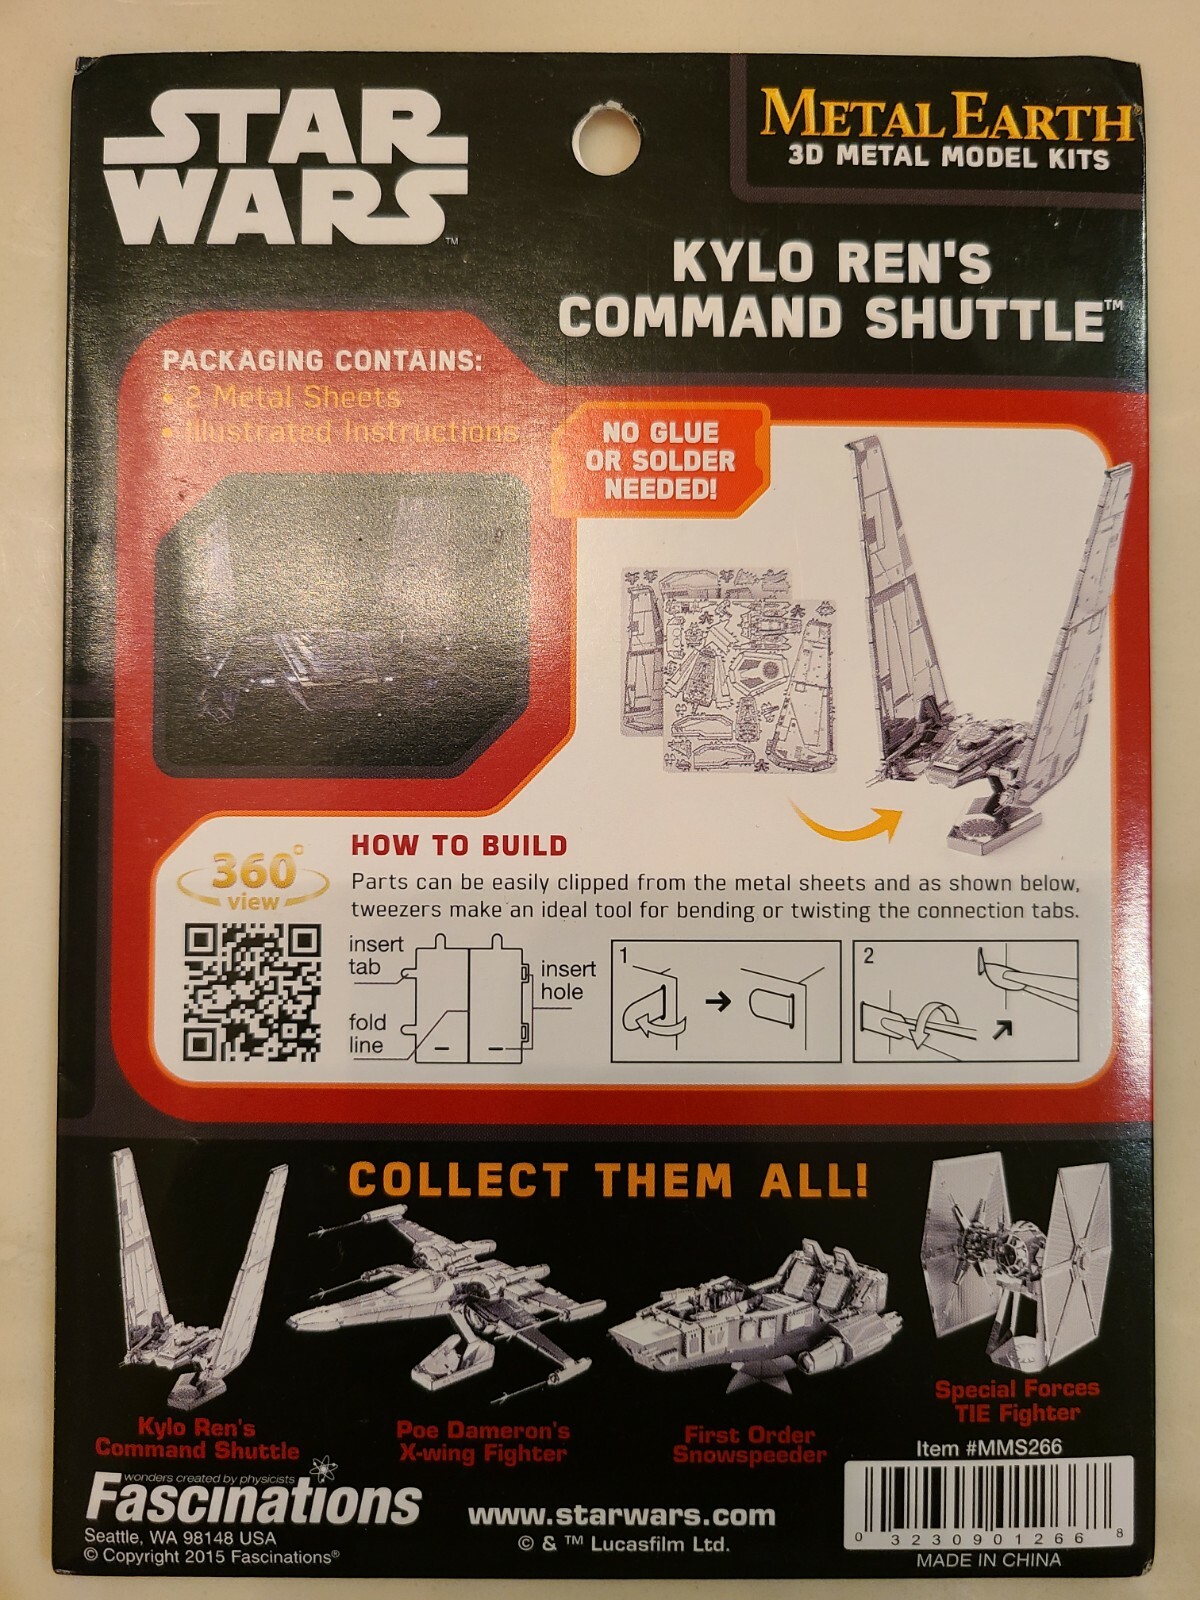 STAR
WARS™
METAL EARTH®
3D METAL MODEL KITS
KYLO REN'S
COMMAND SHUTTLE™
PACKAGING CONTAINS:
• 2 Metal Sheets
• Illustrated Instructions
NO GLUE
OR SOLDER
NEEDED!
360°
view
HOW TO BUILD
Parts can be easily clipped from the metal sheets and as shown below,
tweezers make an ideal tool for bending or twisting the connection tabs.
insert
tab
fold
line
insert
hole
1
2
COLLECT THEM ALL!
Kylo Ren's
Command Shuttle
Poe Dameron's
X-wing Fighter
First Order
Snowspeeder
Special Forces
TIE Fighter
Item #MMS266
wonders created by physicists
Fascinations
Seattle, WA 98148 USA
© Copyright 2015 Fascinations®
www.starwars.com
© & ™ Lucasfilm Ltd.
0 32309 01266 8
MADE IN CHINA